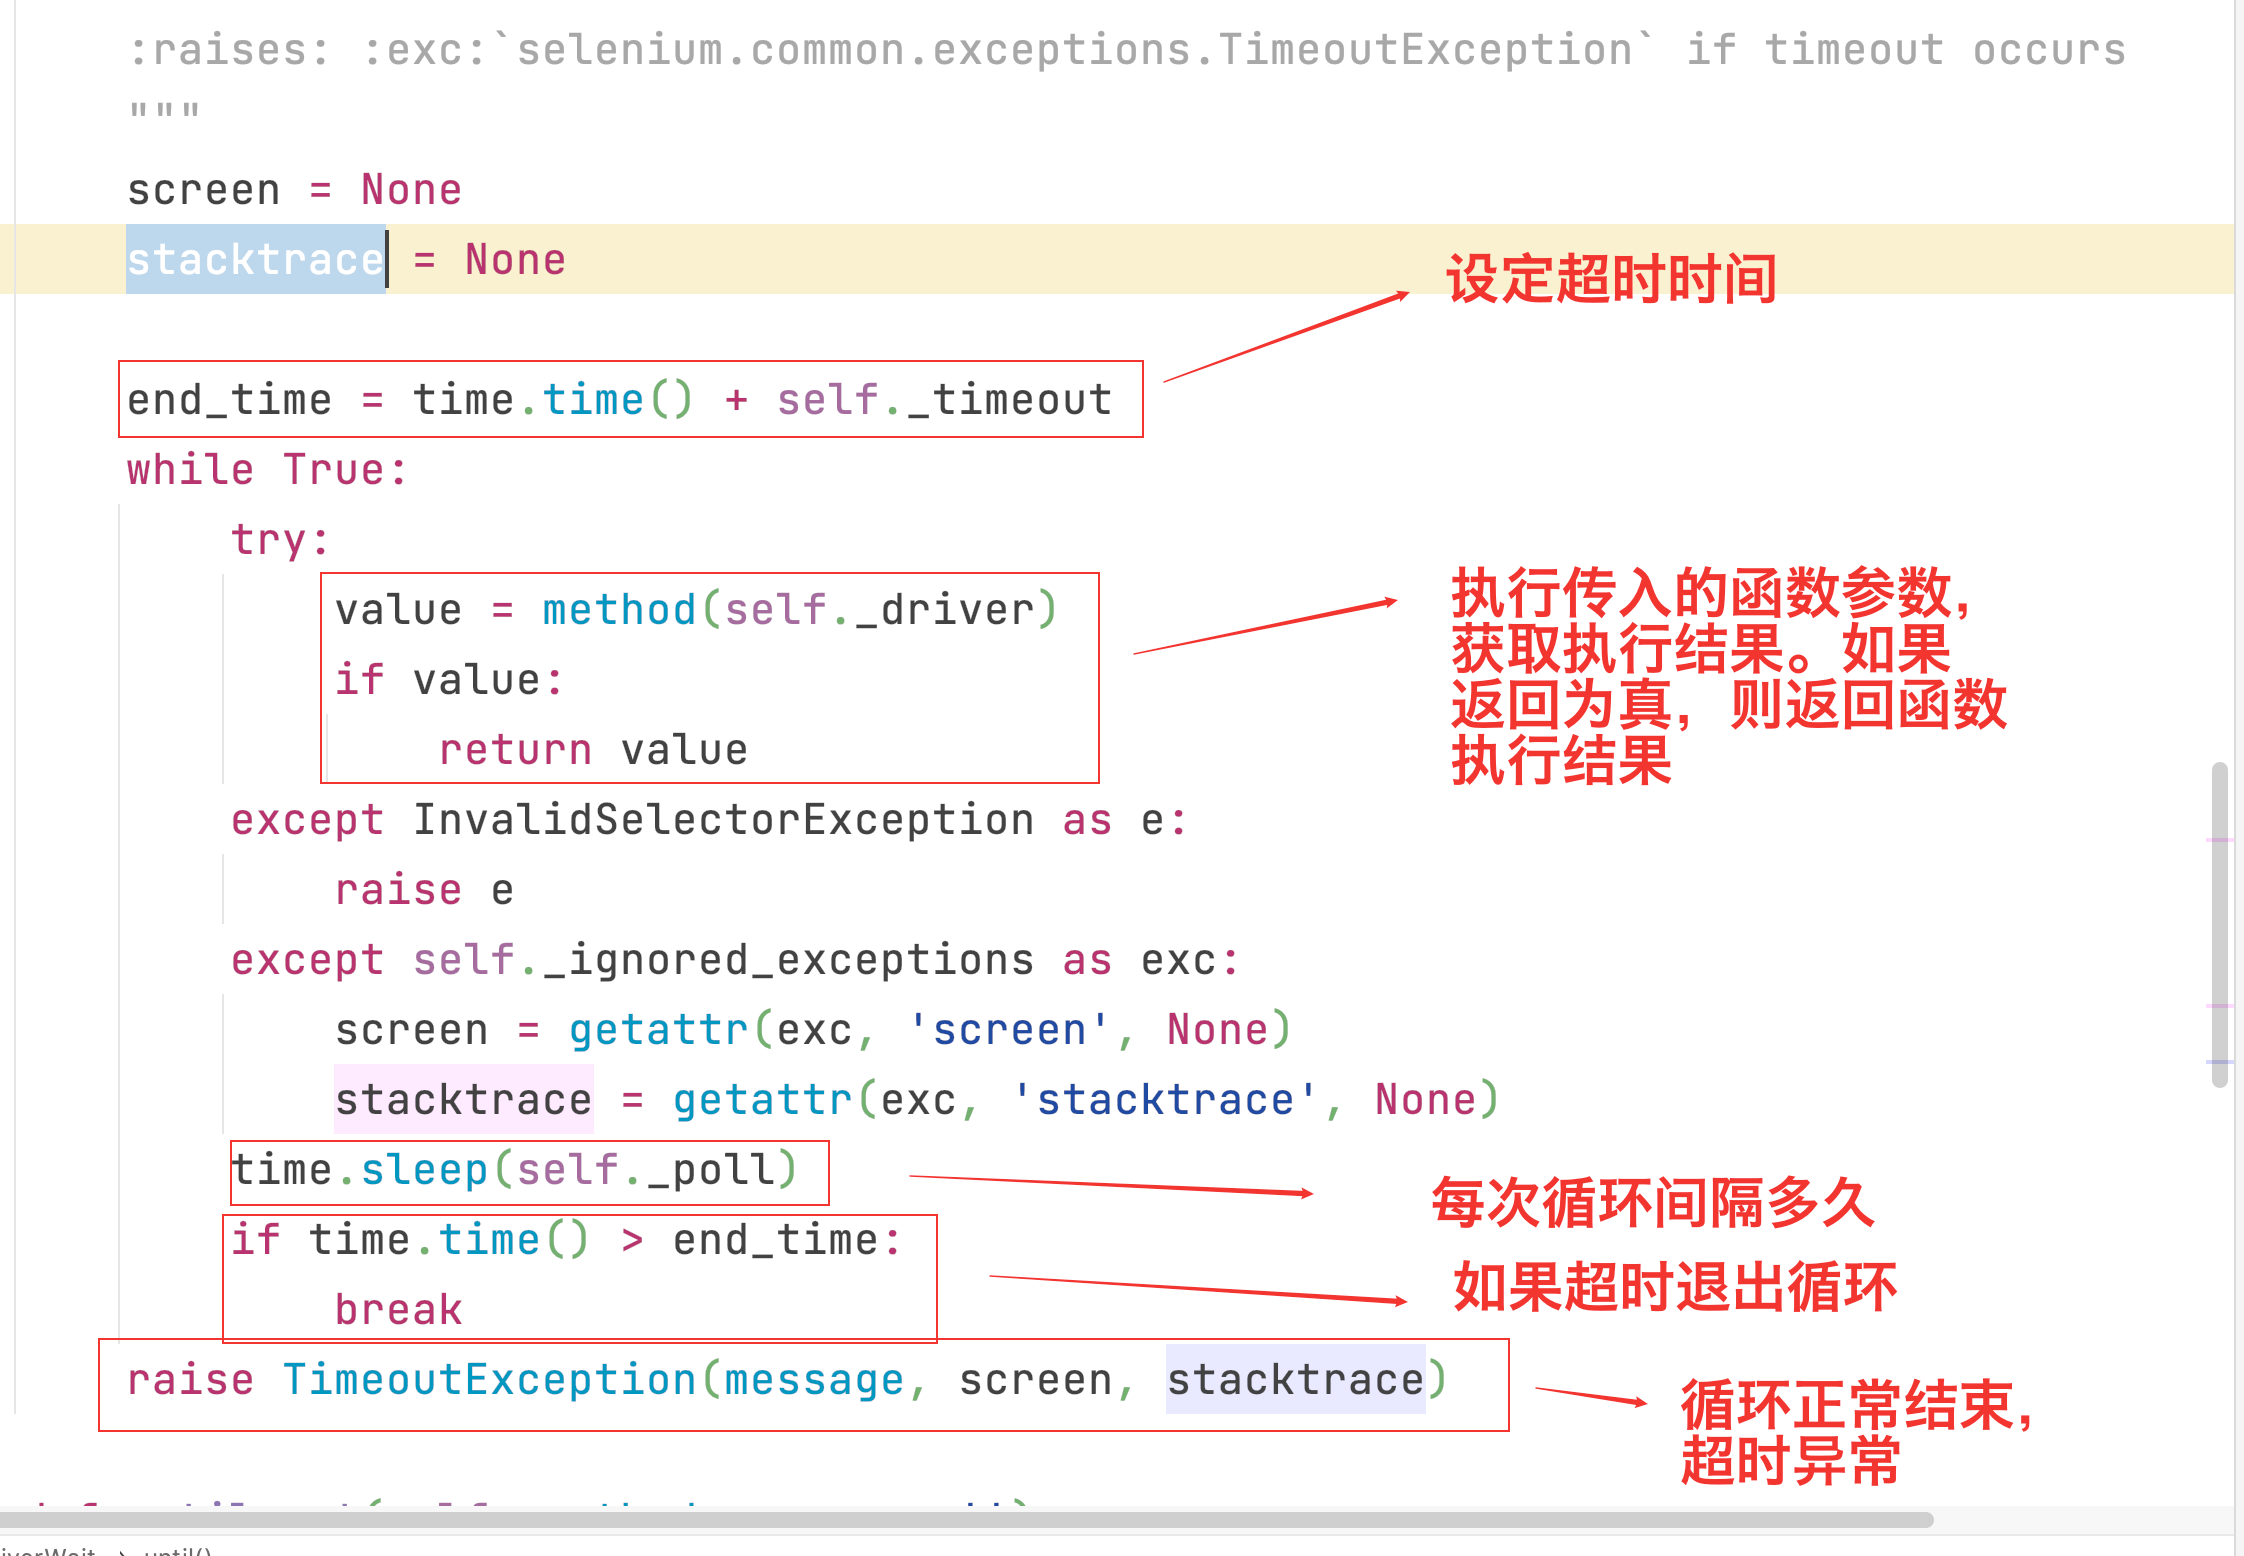 :raises: :exc:`selenium.common.exceptions.TimeoutException` if timeout occurs
"""
screen = None
stacktrace = None
设定超时时间
end_time = time.time() + self._timeout
while True:
try:
value = method(self._driver)
if value:
return value
执行传入的函数参数,
获取执行结果。如果
返回为真，则返回函数
执行结果
except InvalidSelectorException as e:
raise e
except self._ignored_exceptions as exc:
screen = getattr(exc, 'screen', None)
stacktrace = getattr(exc, 'stacktrace', None)
time.sleep(self._poll)
每次循环间隔多久
if time.time() > end_time:
break
如果超时退出循环
raise TimeoutException(message, screen, stacktrace)
循环正常结束,
超时异常
until()